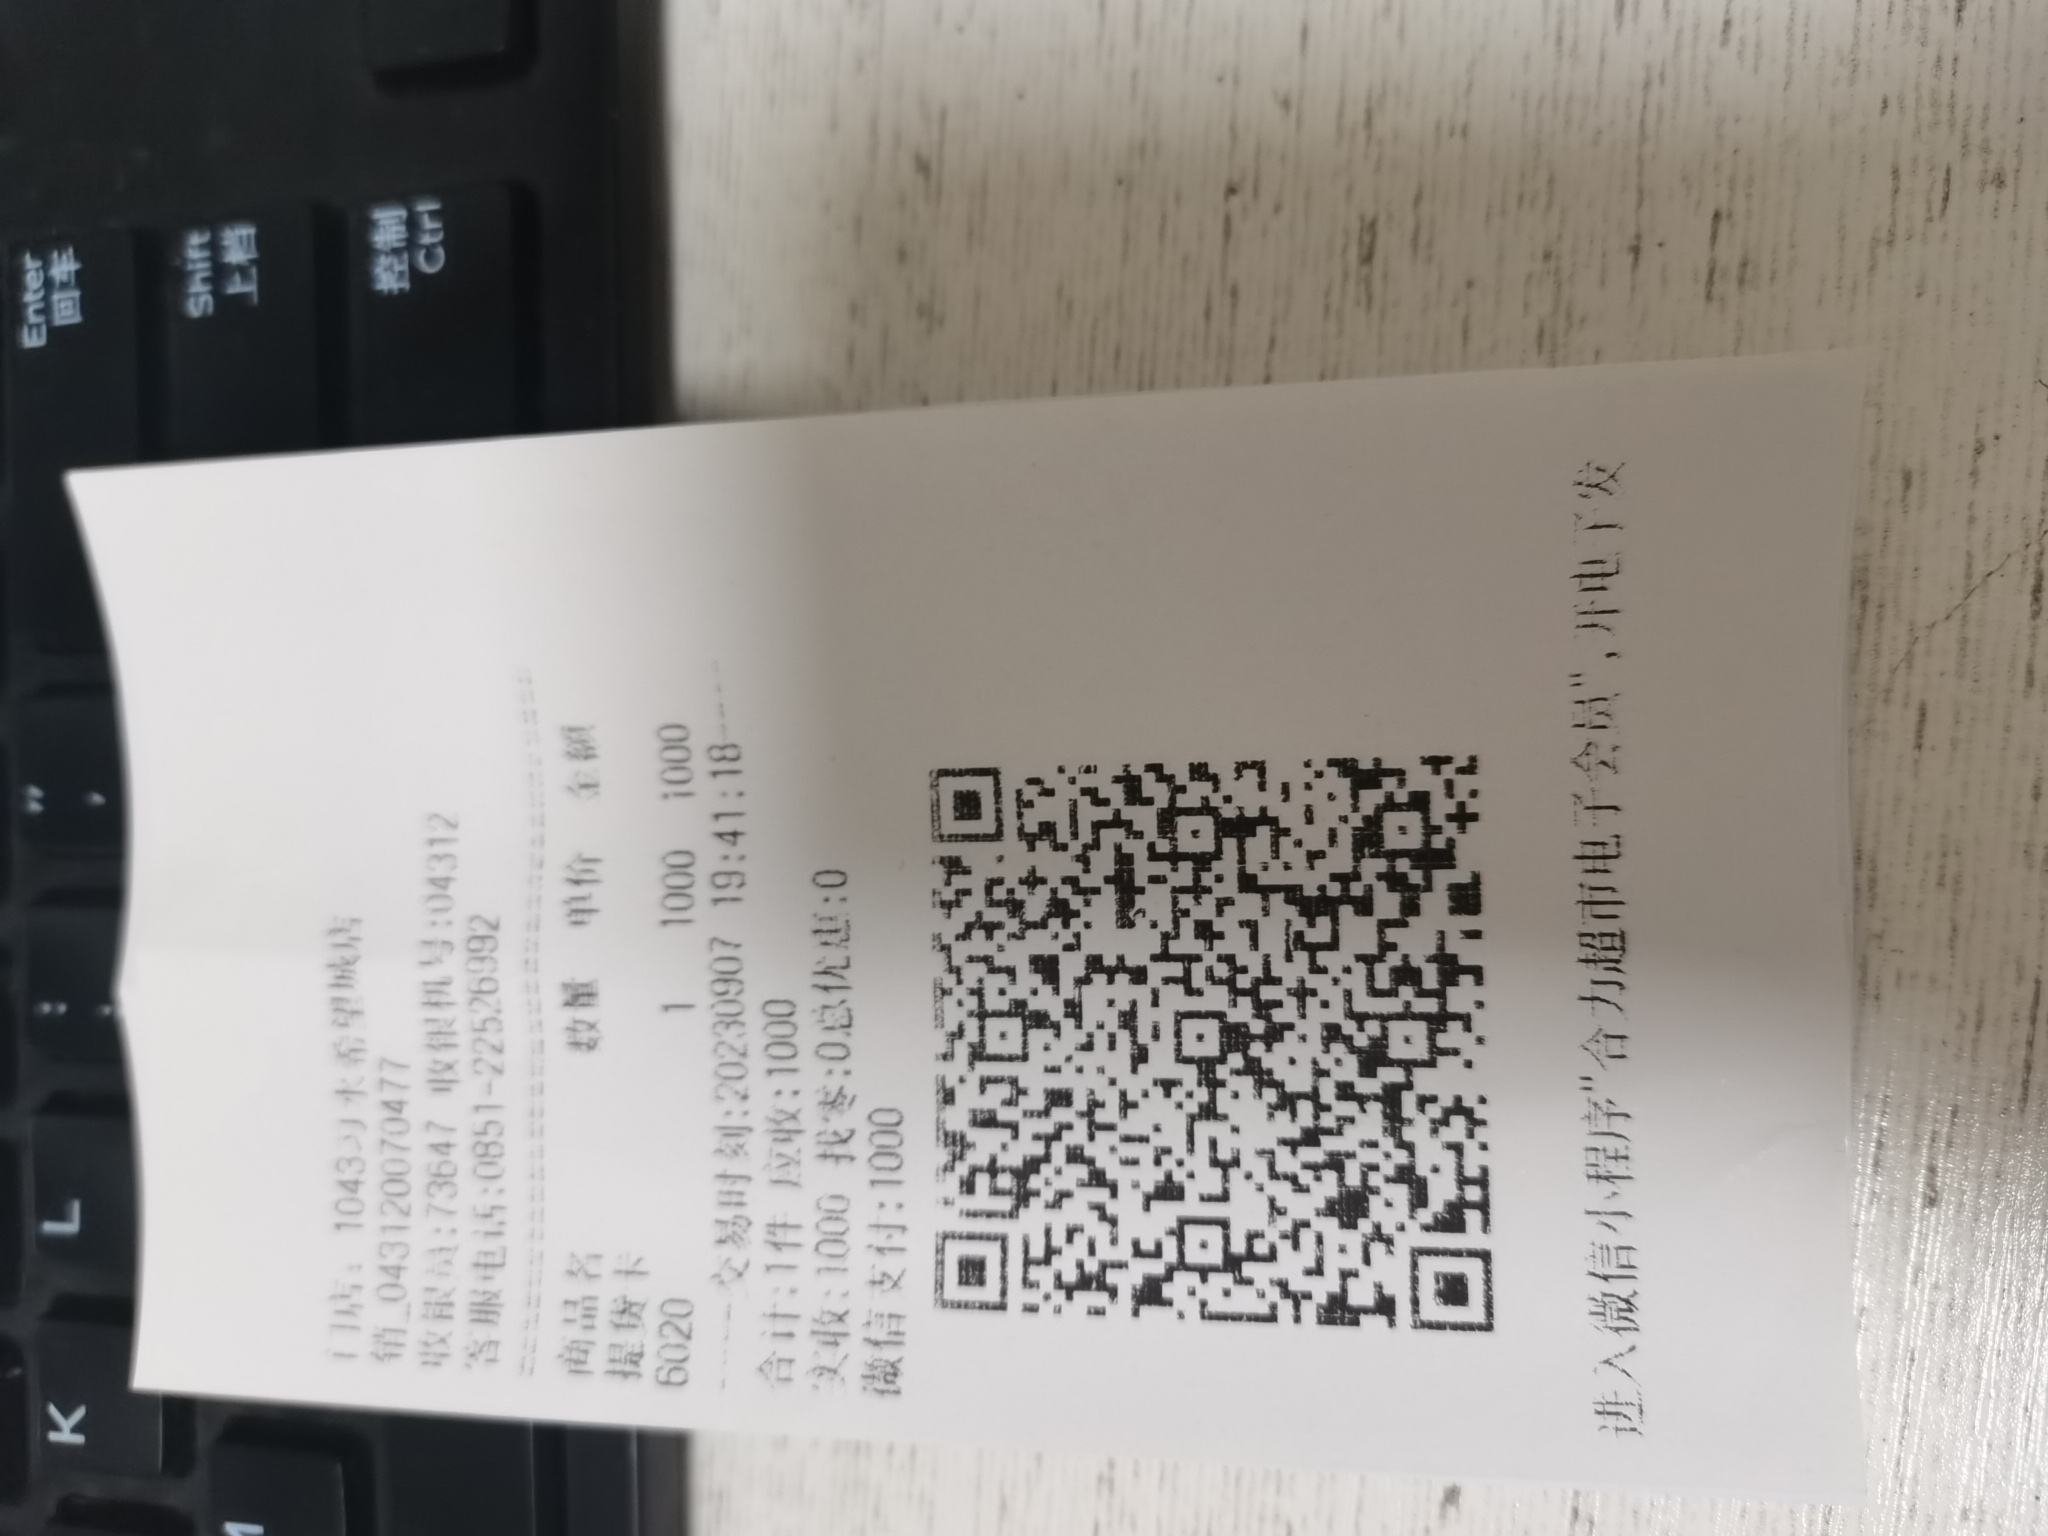 门店: 1043习水希望城店
销_04312007​0477
收银员:73647 收银机号:04312
客服电话:0851-22526992
商品名 数量 单价 金额
提货卡
6020 1 1000 1000
-----交易时刻:20230907 19:41:18----
合计:1件 应收:1000
实收:1000 找零:0总优惠:0
微信支付:1000
进入微信小程序"合力超市电子会员",开电子发
Enter
回车
Shift
上档
控制
Ctrl
"
,
:
;
L
K
M